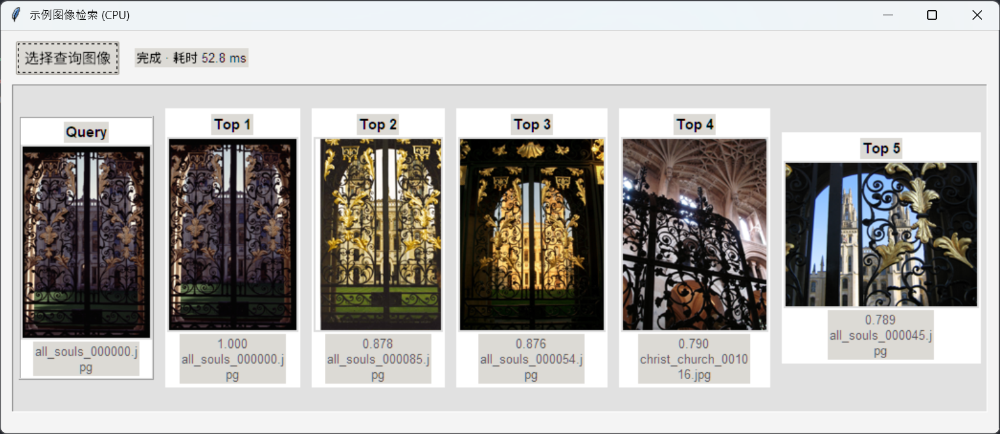 示例图像检索 (CPU)
选择查询图像
完成 · 耗时 52.8 ms
Query
all_souls_000000.j
pg
Top 1
1.000
all_souls_000000.j
pg
Top 2
0.878
all_souls_000085.j
pg
Top 3
0.876
all_souls_000054.j
pg
Top 4
0.790
christ_church_0010
16.jpg
Top 5
0.789
all_souls_000045.j
pg